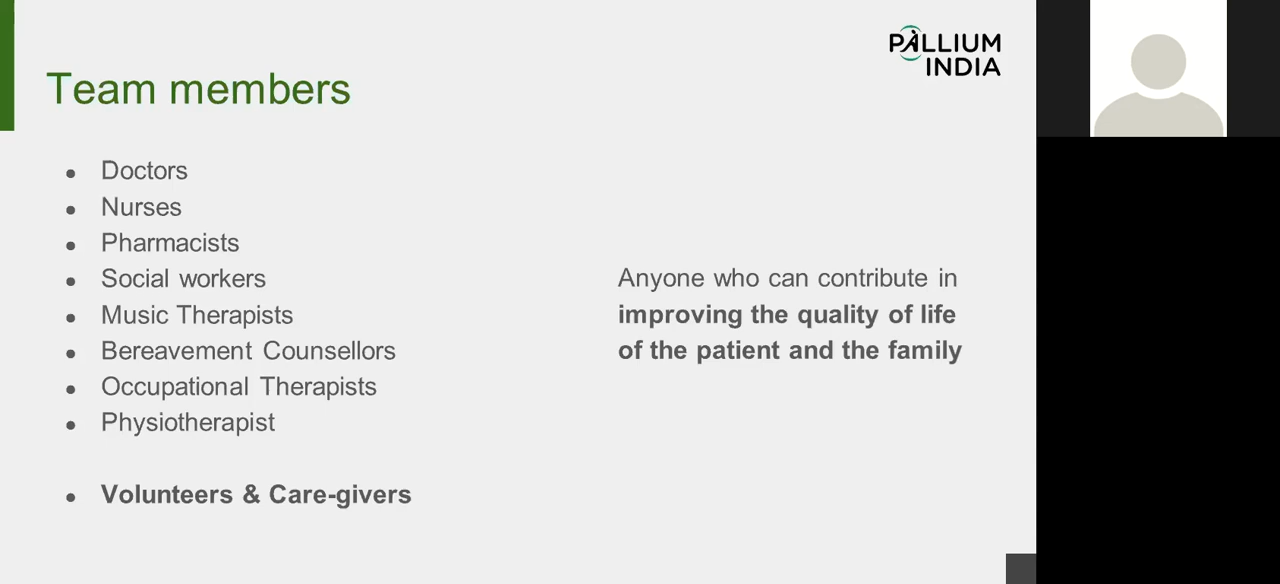 PALLIUM
INDIA
Team members
• Doctors
• Nurses
• Pharmacists
• Social workers
• Music Therapists
• Bereavement Counsellors
• Occupational Therapists
• Physiotherapist
• Volunteers & Care-givers
Anyone who can contribute in
improving the quality of life
of the patient and the family